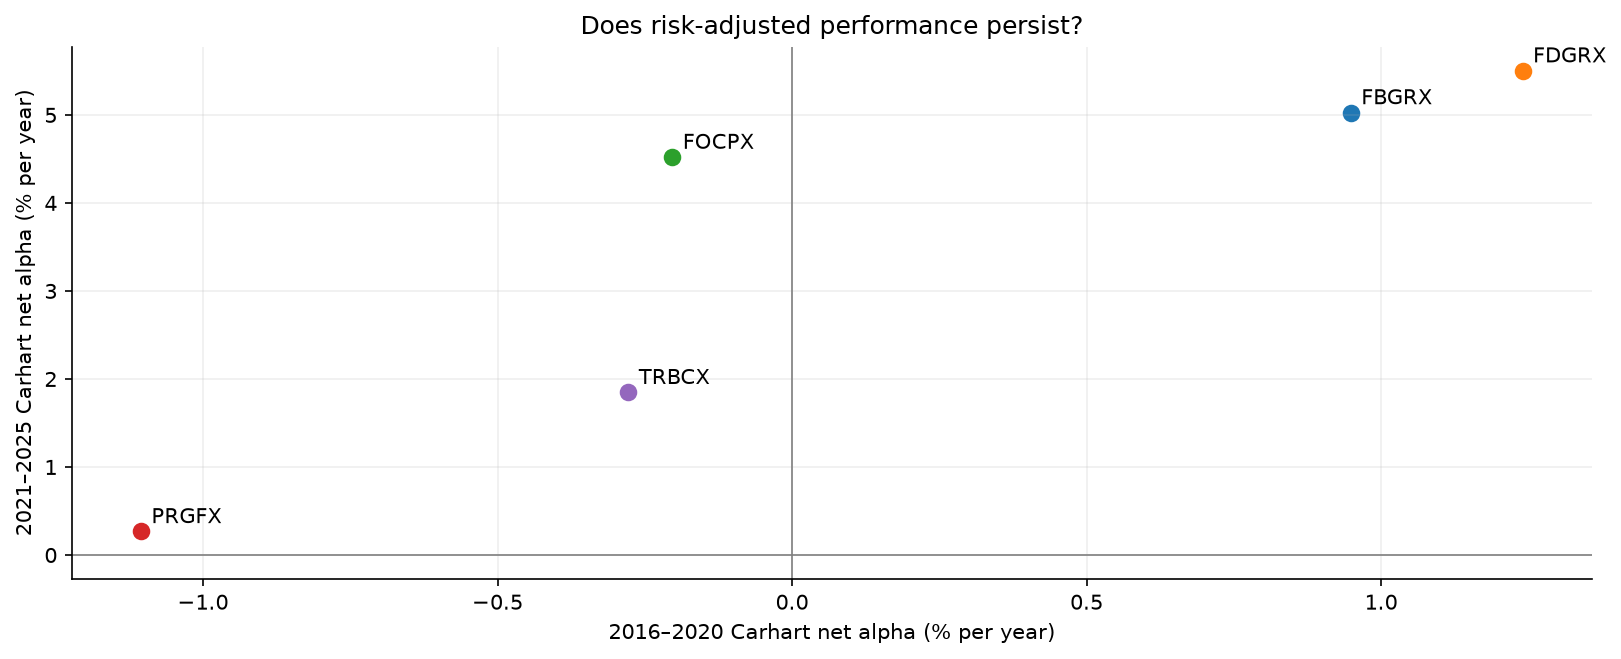 Does risk-adjusted performance persist?
FDGRX
FBGRX
FOCPX
TRBCX
PRGFX
5
4
3
2
1
0
2021–2025 Carhart net alpha (% per year)
−1.0
−0.5
0.0
0.5
1.0
2016–2020 Carhart net alpha (% per year)